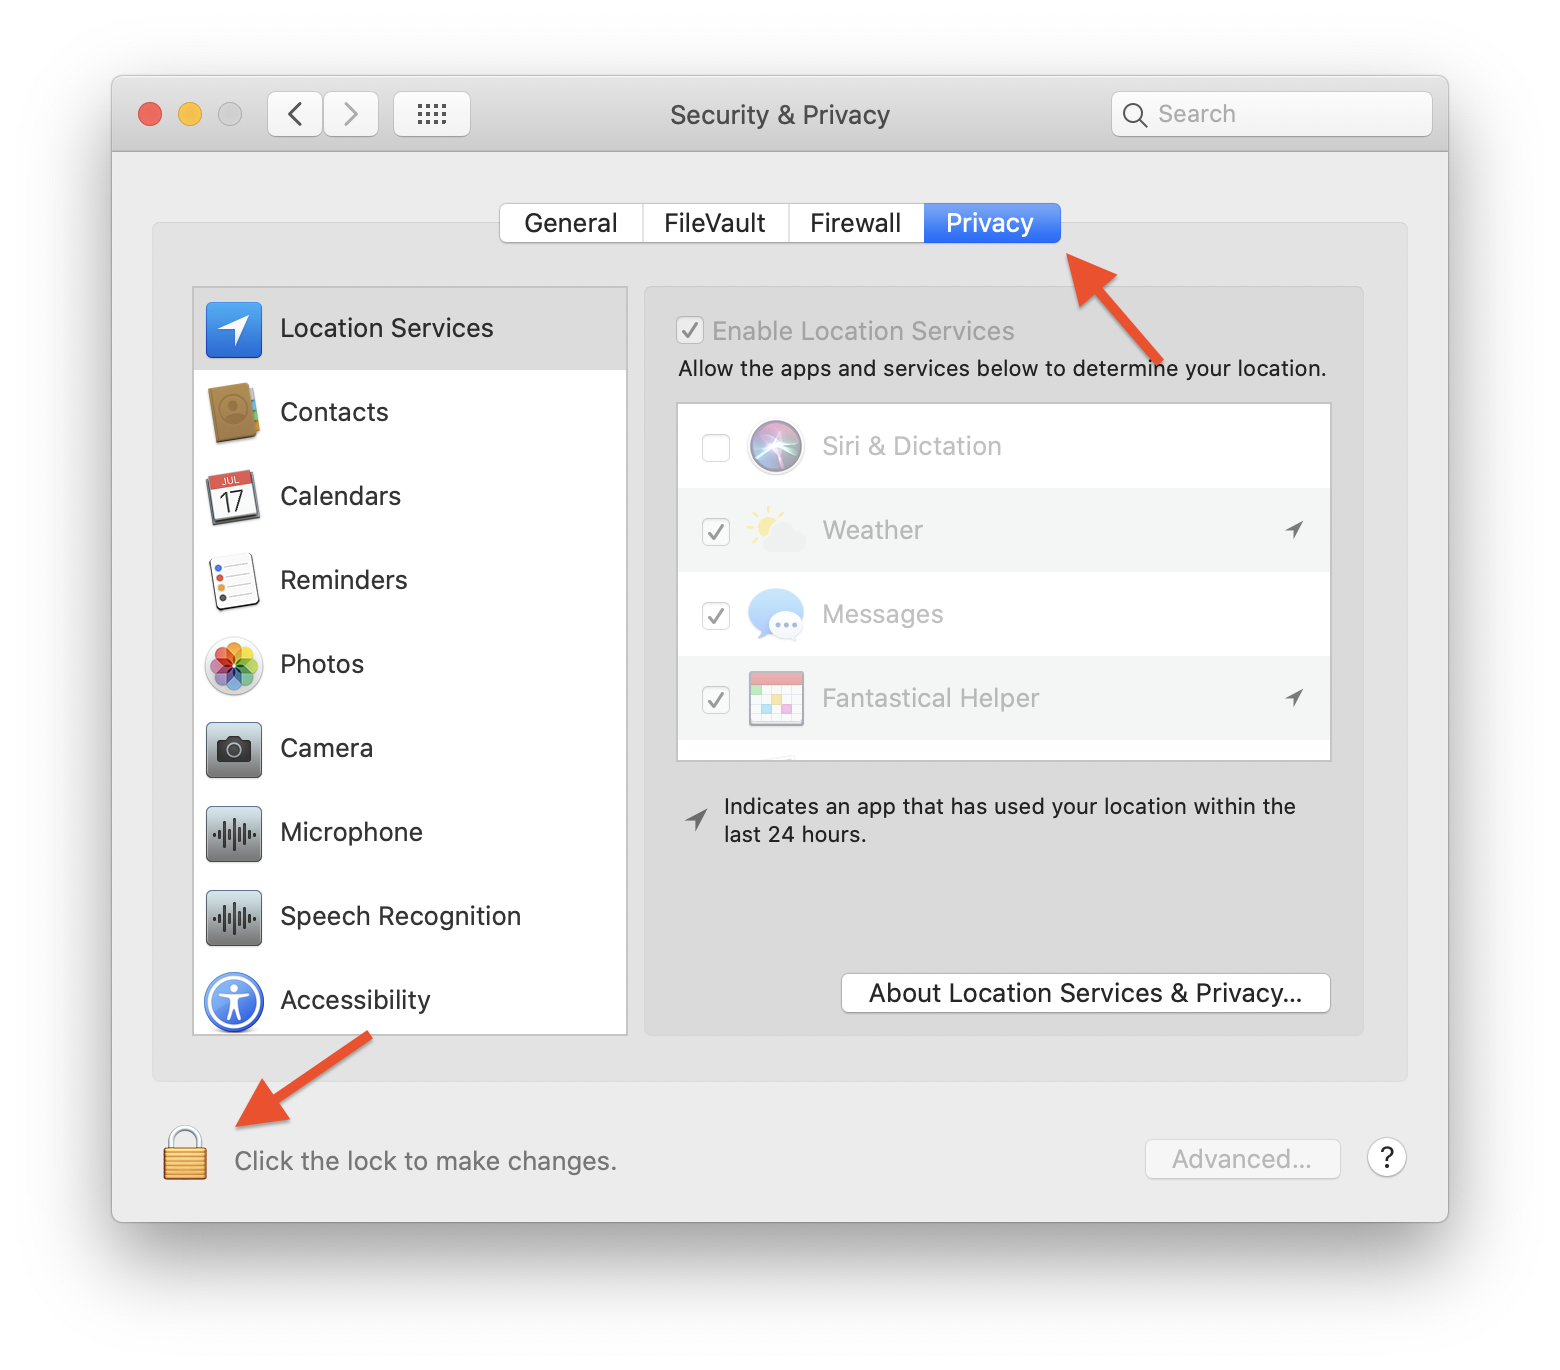 Security & Privacy
Search
General
FileVault
Firewall
Privacy
Location Services
Contacts
JUL
17
Calendars
Reminders
Photos
Camera
Microphone
Speech Recognition
Accessibility
Enable Location Services
Allow the apps and services below to determine your location.
Siri & Dictation
Weather
Messages
Fantastical Helper
Indicates an app that has used your location within the
last 24 hours.
About Location Services & Privacy...
Click the lock to make changes.
Advanced...
?